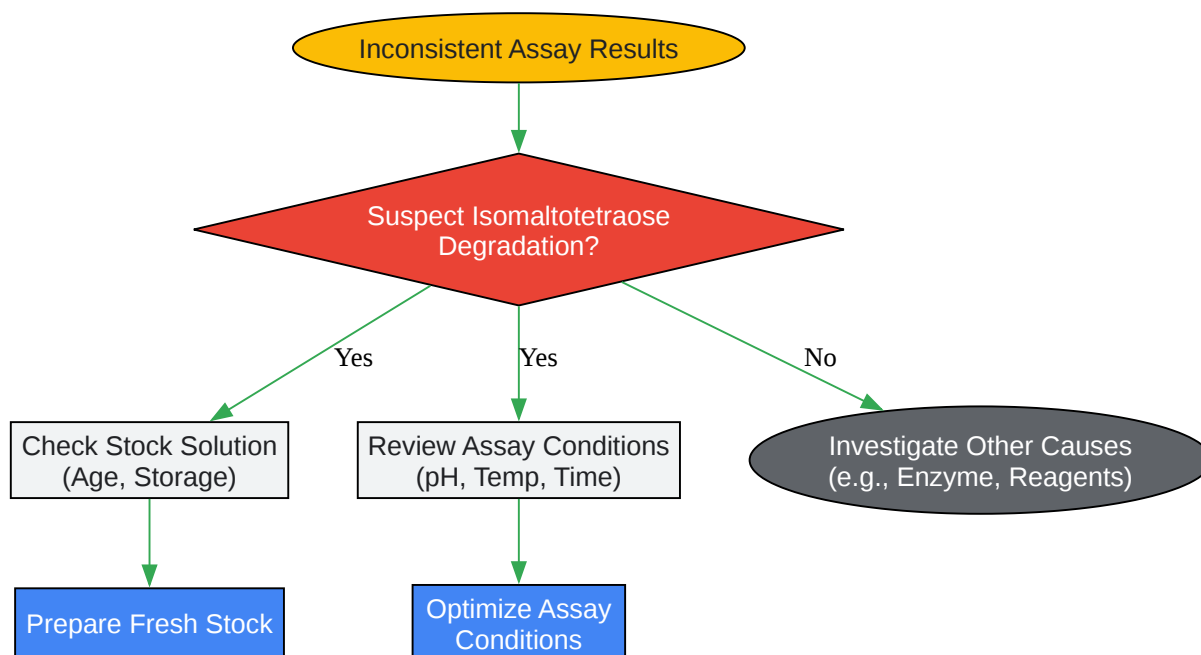 Inconsistent Assay Results
Suspect Isomaltotetraose
Degradation?
Yes
Yes
No
Check Stock Solution
(Age, Storage)
Review Assay Conditions
(pH, Temp, Time)
Investigate Other Causes
(e.g., Enzyme, Reagents)
Prepare Fresh Stock
Optimize Assay
Conditions